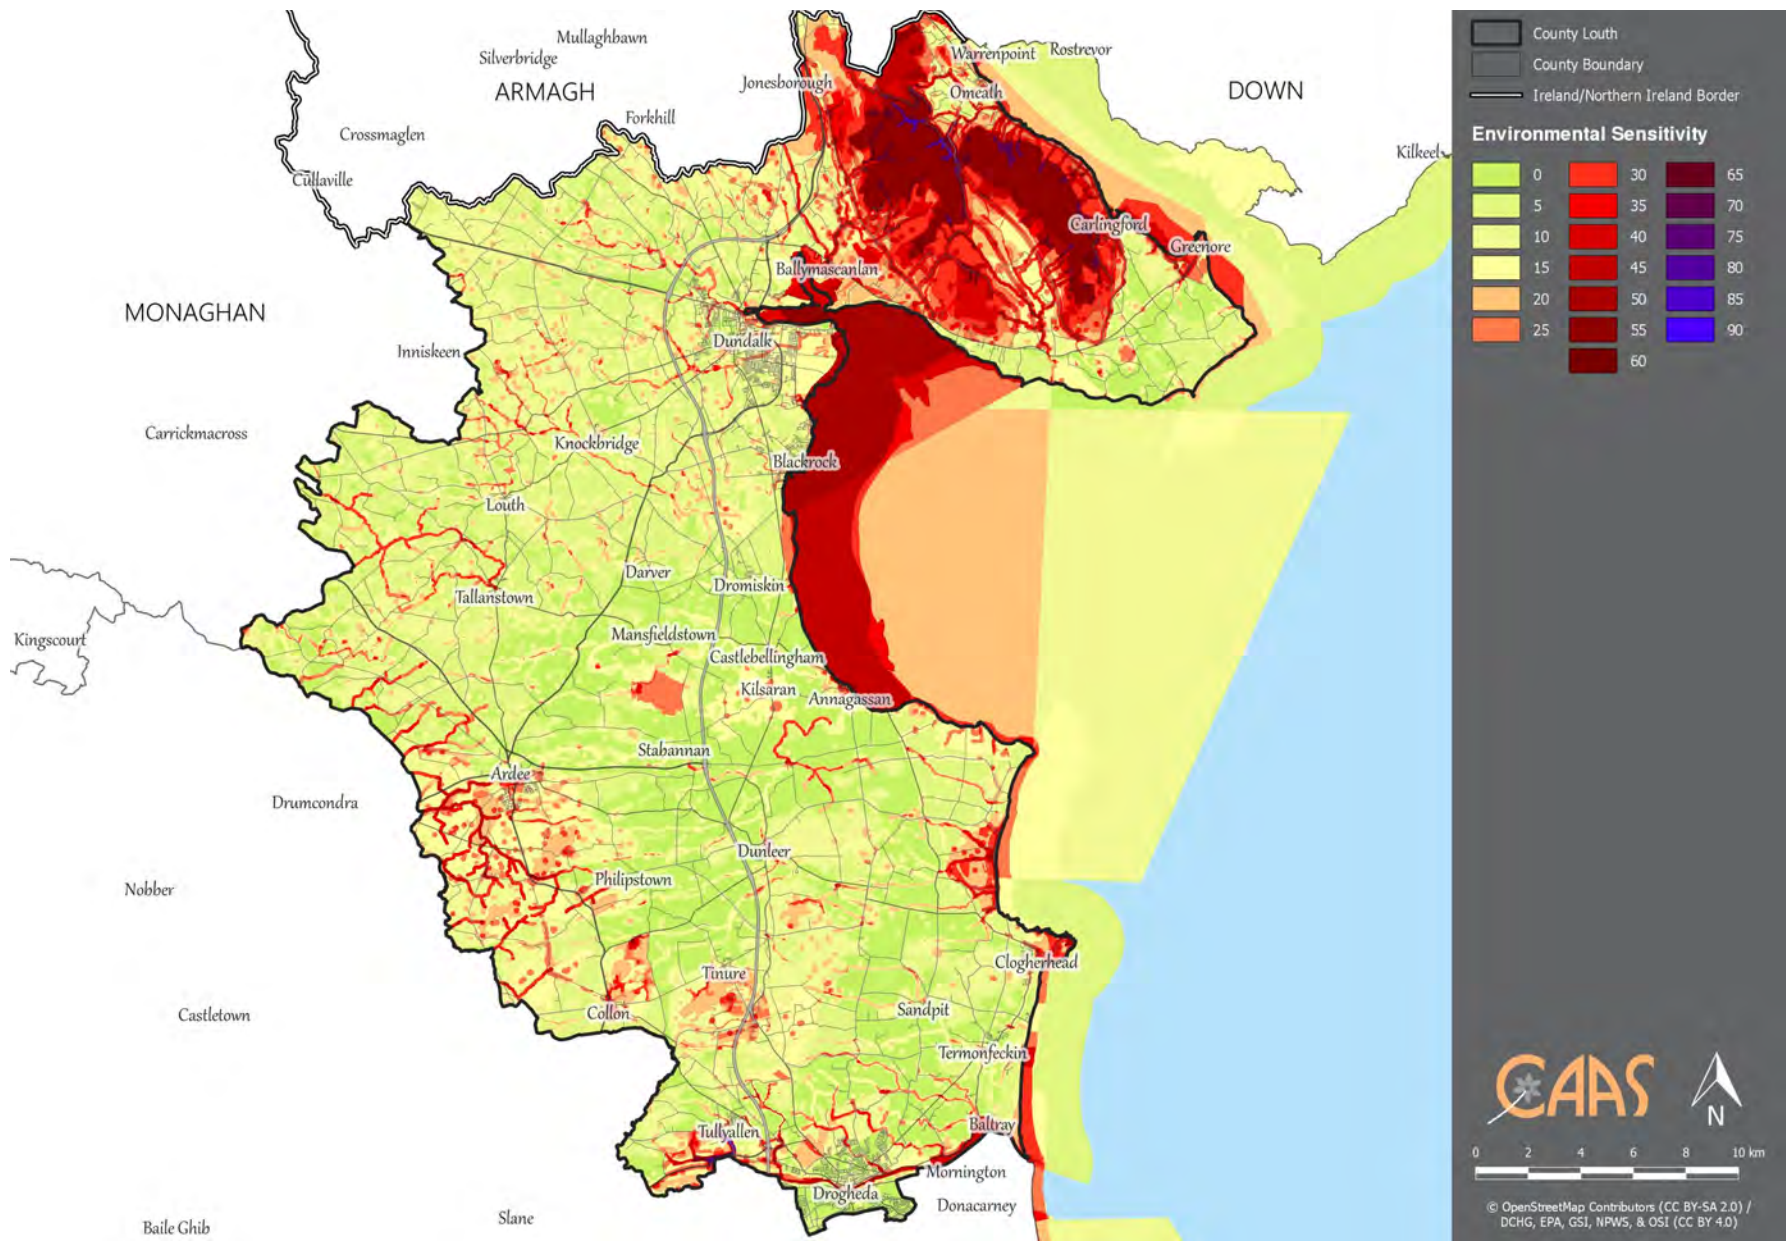 Mullaghbawn
Silverbridge
ARMAGH
Jonesborough
Warrenpoint
Rostrevor
Omeath
DOWN
Forkhill
Crossmaglen
Cullaville
Kilkeel
Carlingford
Greenore
Ballymascanlan
MONAGHAN
Inniskeen
Dundalk
Carrickmacross
Knockbridge
Blackrock
Louth
Darver
Dromiskin
Tallanstown
Kingscourt
Mansfieldstown
Castlebellingham
Kilsaran
Annagassan
Stabannan
Ardee
Drumcondra
Dunleer
Nobber
Philipstown
Clogherhead
Tinure
Castletown
Collon
Sandpit
Termonfeckin
Tullyallen
Baltray
Mornington
Drogheda
Donacarney
Slane
Baile Ghib
County Louth
County Boundary
Ireland/Northern Ireland Border
Environmental Sensitivity
0 30 65
5 35 70
10 40 75
15 45 80
20 50 85
25 55 90
60
CAAS
N
0 2 4 6 8 10 km
© OpenStreetMap Contributors (CC BY-SA 2.0) /
DCHG, EPA, GSI, NPWS, & OSI (CC BY 4.0)